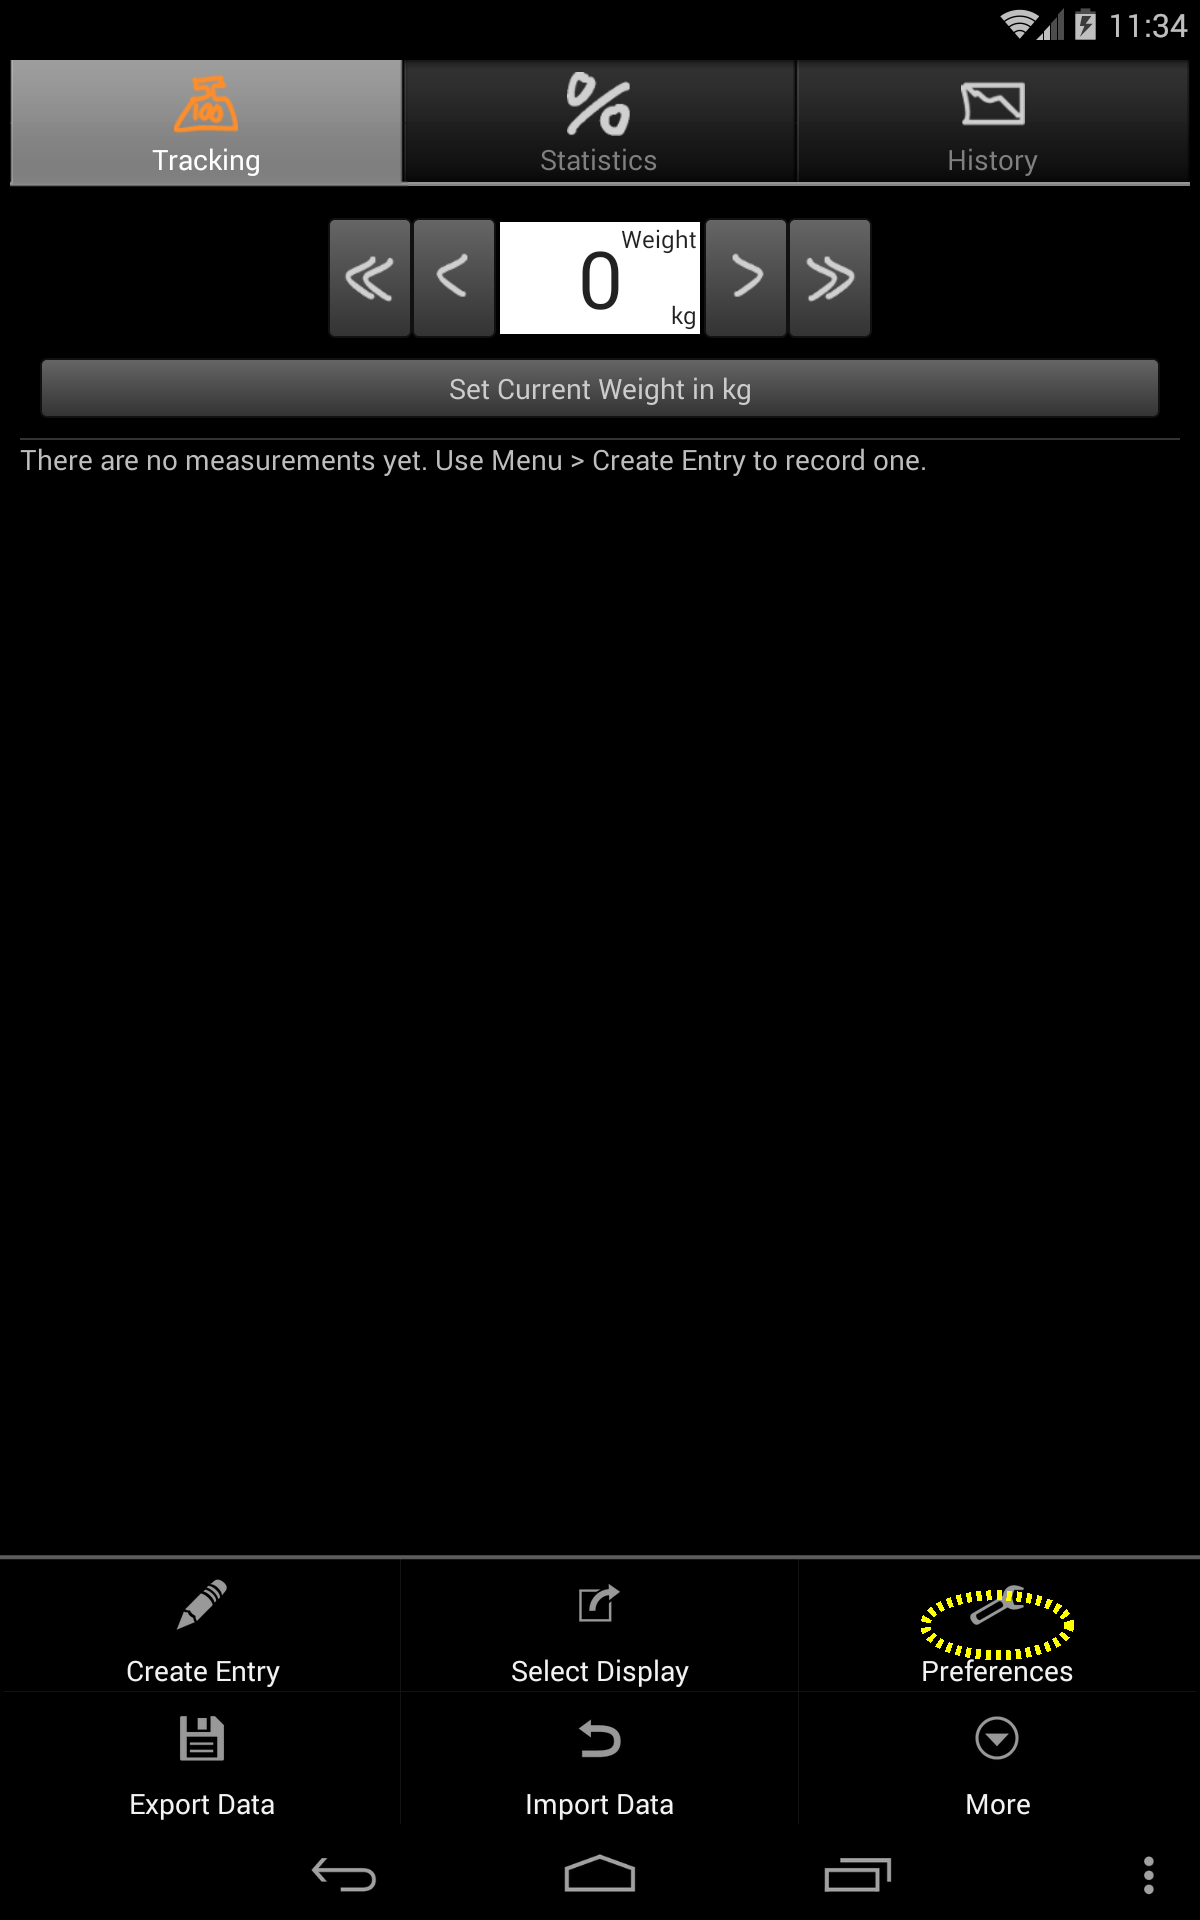 11:34
100
Tracking
Statistics
History
Weight
0
kg
Set Current Weight in kg
There are no measurements yet. Use Menu > Create Entry to record one.
Create Entry
Select Display
Preferences
Export Data
Import Data
More